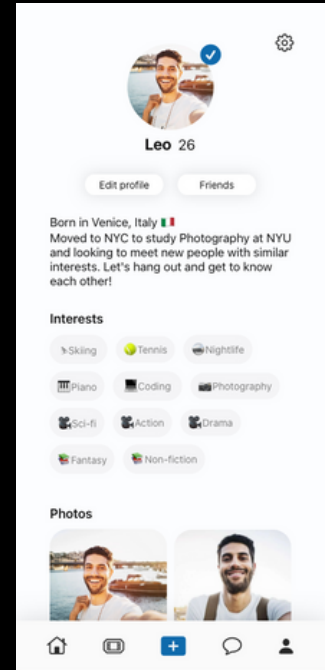 Leo 26
Edit profile Friends
Born in Venice, Italy 🇮🇹
Moved to NYC to study Photography at NYU
and looking to meet new people with similar
interests. Let's hang out and get to know
each other!
Interests
Skiing Tennis Nightlife
Piano Coding Photography
Sci-fi Action Drama
Fantasy Non-fiction
Photos